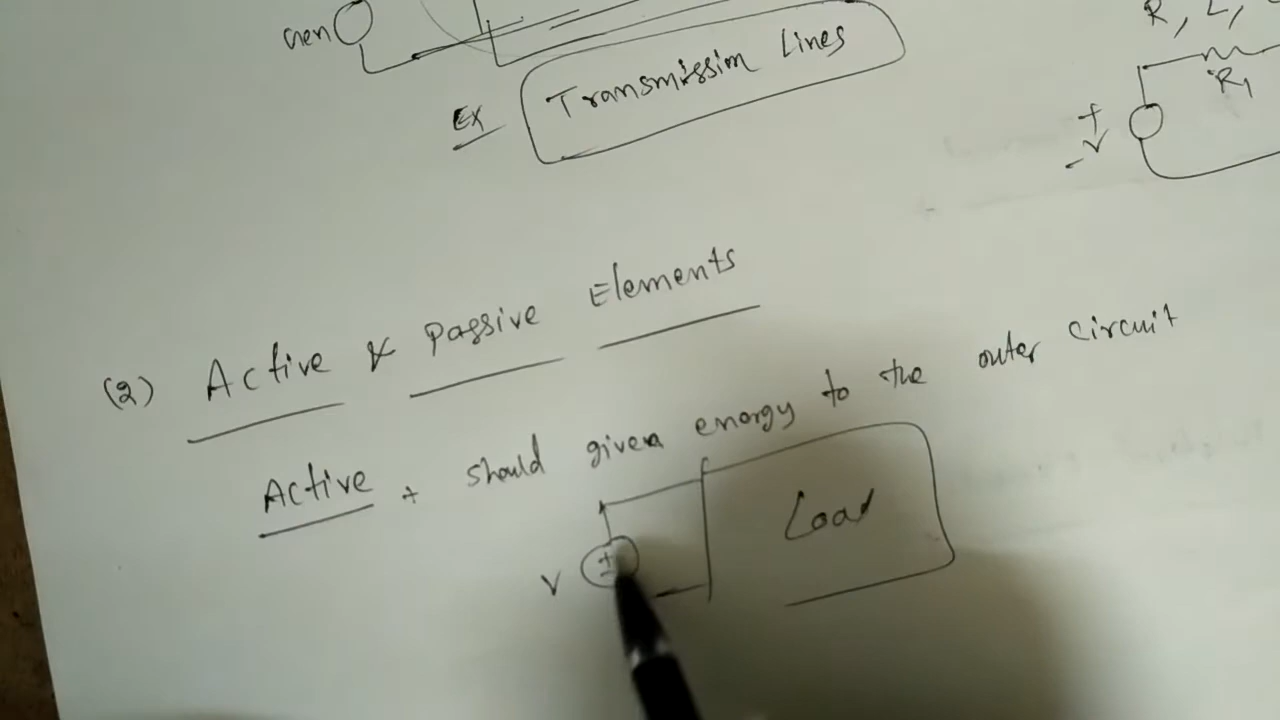 Gen
Ex Transmission Lines
R, L,
R1
+
V
-
(2) Active & Passive Elements
Active → should given energy to the outer circuit
Load
±
V